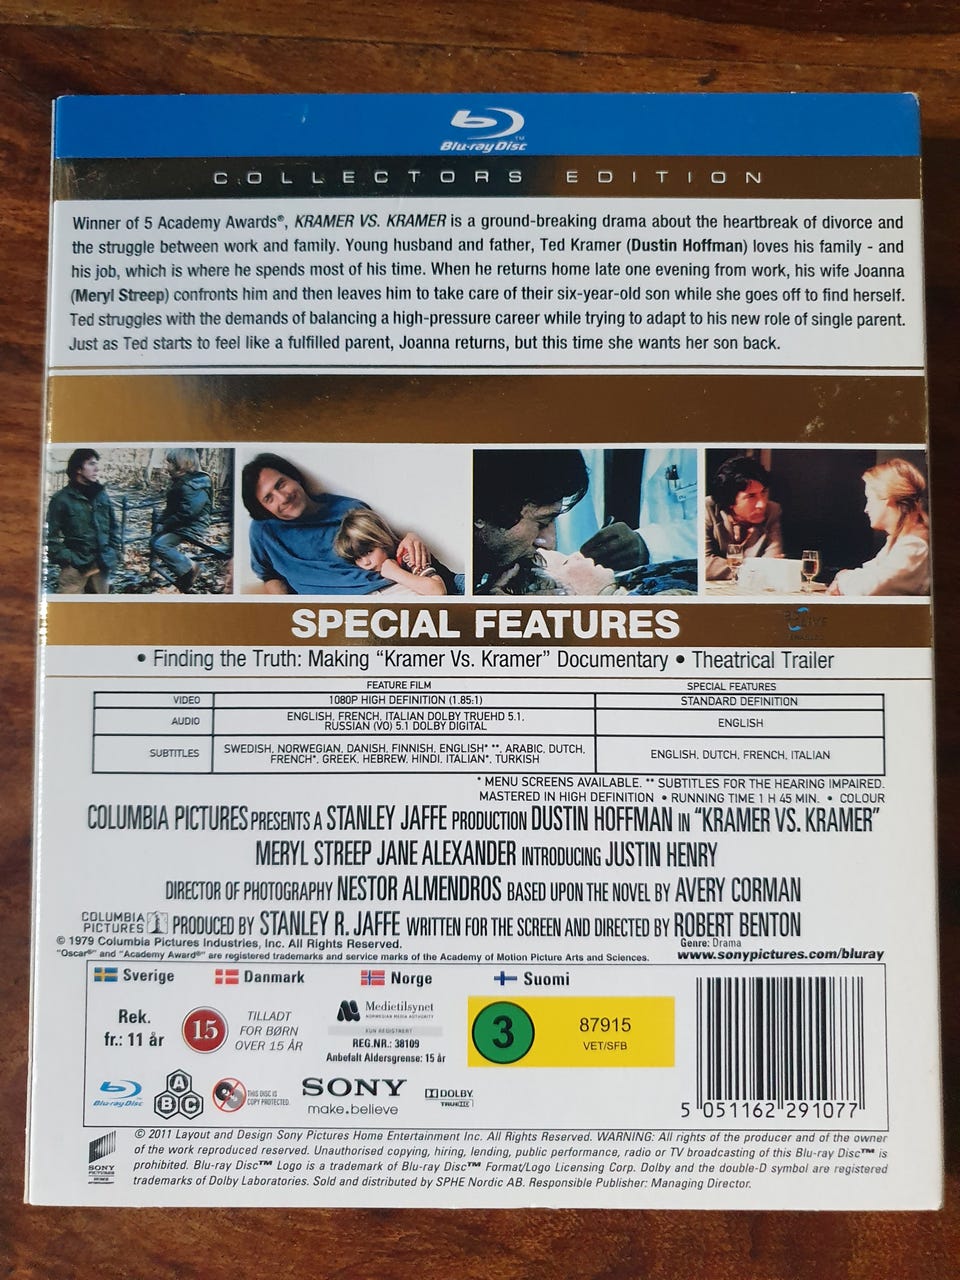 Blu-ray Disc™
COLLECTORS EDITION
Winner of 5 Academy Awards®, KRAMER VS. KRAMER is a ground-breaking drama about the heartbreak of divorce and
the struggle between work and family. Young husband and father, Ted Kramer (Dustin Hoffman) loves his family - and
his job, which is where he spends most of his time. When he returns home late one evening from work, his wife Joanna
(Meryl Streep) confronts him and then leaves him to take care of their six-year-old son while she goes off to find herself.
Ted struggles with the demands of balancing a high-pressure career while trying to adapt to his new role of single parent.
Just as Ted starts to feel like a fulfilled parent, Joanna returns, but this time she wants her son back.
SPECIAL FEATURES
• Finding the Truth: Making "Kramer Vs. Kramer" Documentary • Theatrical Trailer
FEATURE FILM SPECIAL FEATURES
VIDEO 1080P HIGH DEFINITION (1.85:1) STANDARD DEFINITION
AUDIO ENGLISH, FRENCH, ITALIAN DOLBY TRUEHD 5.1, ENGLISH
RUSSIAN (VO) 5.1 DOLBY DIGITAL
SUBTITLES SWEDISH, NORWEGIAN, DANISH, FINNISH, ENGLISH* **, ARABIC, DUTCH, ENGLISH, DUTCH, FRENCH, ITALIAN
FRENCH*, GREEK, HEBREW, HINDI, ITALIAN*, TURKISH
* MENU SCREENS AVAILABLE. ** SUBTITLES FOR THE HEARING IMPAIRED.
MASTERED IN HIGH DEFINITION • RUNNING TIME 1 H 45 MIN. • COLOUR
COLUMBIA PICTURES PRESENTS A STANLEY JAFFE PRODUCTION DUSTIN HOFFMAN IN "KRAMER VS. KRAMER"
MERYL STREEP JANE ALEXANDER INTRODUCING JUSTIN HENRY
DIRECTOR OF PHOTOGRAPHY NESTOR ALMENDROS BASED UPON THE NOVEL BY AVERY CORMAN
COLUMBIA PICTURES PRODUCED BY STANLEY R. JAFFE WRITTEN FOR THE SCREEN AND DIRECTED BY ROBERT BENTON
© 1979 Columbia Pictures Industries, Inc. All Rights Reserved. Genre: Drama
"Oscar®" and "Academy Award®" are registered trademarks and service marks of the Academy of Motion Picture Arts and Sciences. www.sonypictures.com/bluray
Sverige Danmark Norge Suomi
Rek.
fr.: 11 år
15
TILLADT
FOR BØRN
OVER 15 ÅR
Medietilsynet
NORWEGIAN MEDIA AUTHORITY
KUN REGISTRERT
REG.NR.: 38109
Anbefalt Aldersgrense: 15 år
3
87915
VET/SFB
Blu-ray Disc
A
B C
THIS DISC IS
COPY PROTECTED.
SONY
make.believe
DOLBY
TRUEHD
5 051162 291077
SONY
PICTURES
HOME
ENTERTAINMENT
© 2011 Layout and Design Sony Pictures Home Entertainment Inc. All Rights Reserved. WARNING: All rights of the producer and of the owner
of the work reproduced reserved. Unauthorised copying, hiring, lending, public performance, radio or TV broadcasting of this Blu-ray Disc™ is
prohibited. Blu-ray Disc™ Logo is a trademark of Blu-ray Disc™ Format/Logo Licensing Corp. Dolby and the double-D symbol are registered
trademarks of Dolby Laboratories. Sold and distributed by SPHE Nordic AB. Responsible Publisher: Managing Director.